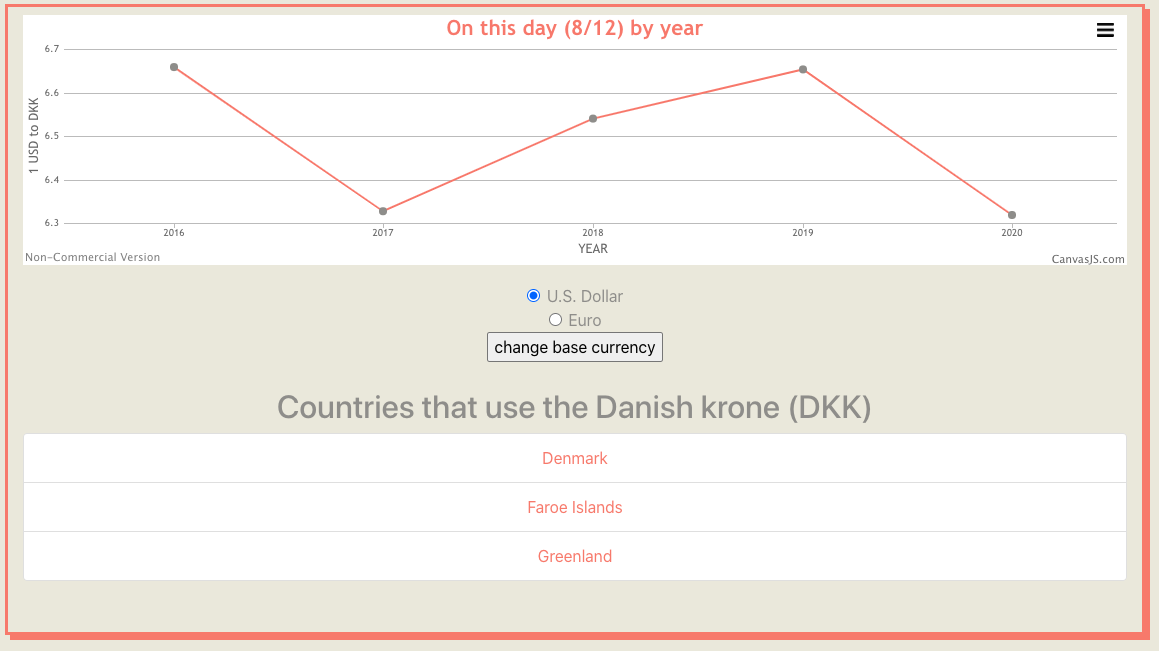 On this day (8/12) by year
1 USD to DKK
6.7
6.6
6.5
6.4
6.3
2016 2017 2018 2019 2020
YEAR
Non-Commercial Version
CanvasJS.com
U.S. Dollar
Euro
change base currency
Countries that use the Danish krone (DKK)
Denmark
Faroe Islands
Greenland